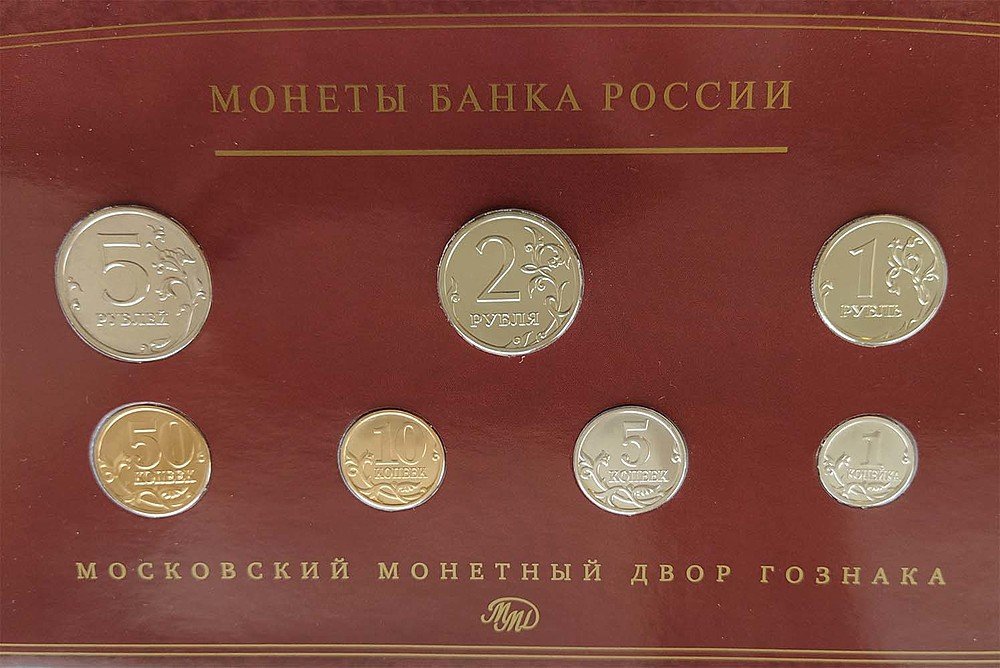 МОНЕТЫ БАНКА РОССИИ
5
РУБЛЕЙ
2
РУБЛЯ
1
РУБЛЬ
50
КОПЕЕК
10
КОПЕЕК
5
КОПЕЕК
1
КОПЕЙКА
МОСКОВСКИЙ МОНЕТНЫЙ ДВОР ГОЗНАКА
ММД